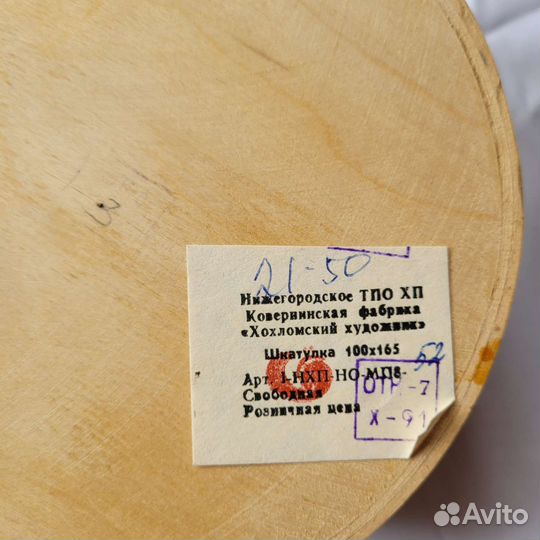 21-50
Нижегородское ТПО ХП
Ковернинская фабрика
«Хохломский художник»
Шкатулка 100х165
Арт. 1-НХП-НО-МП8-52
Свободная
Розничная цена
ОТК-7
X-91
Avito